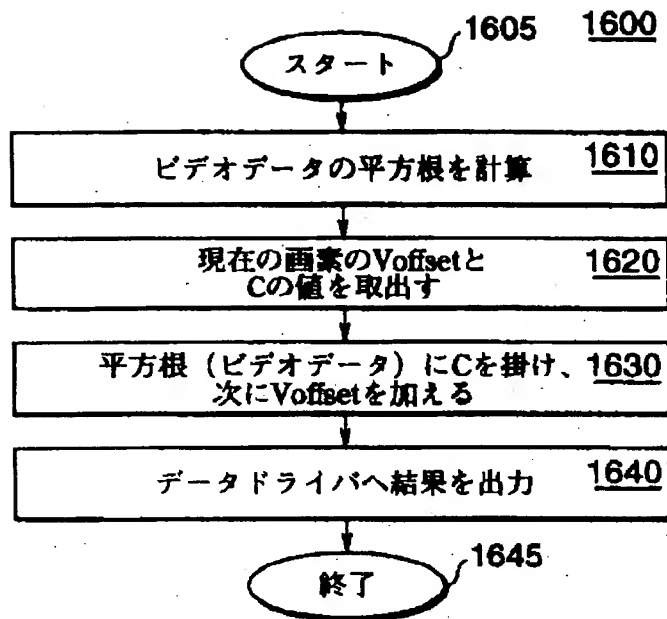 1605 1600
スタート
ビデオデータの平方根を計算 1610
現在の画素のVoffsetと 1620
Cの値を取出す
平方根（ビデオデータ）にCを掛け、 1630
次にVoffsetを加える
データドライバへ結果を出力 1640
1645
終了